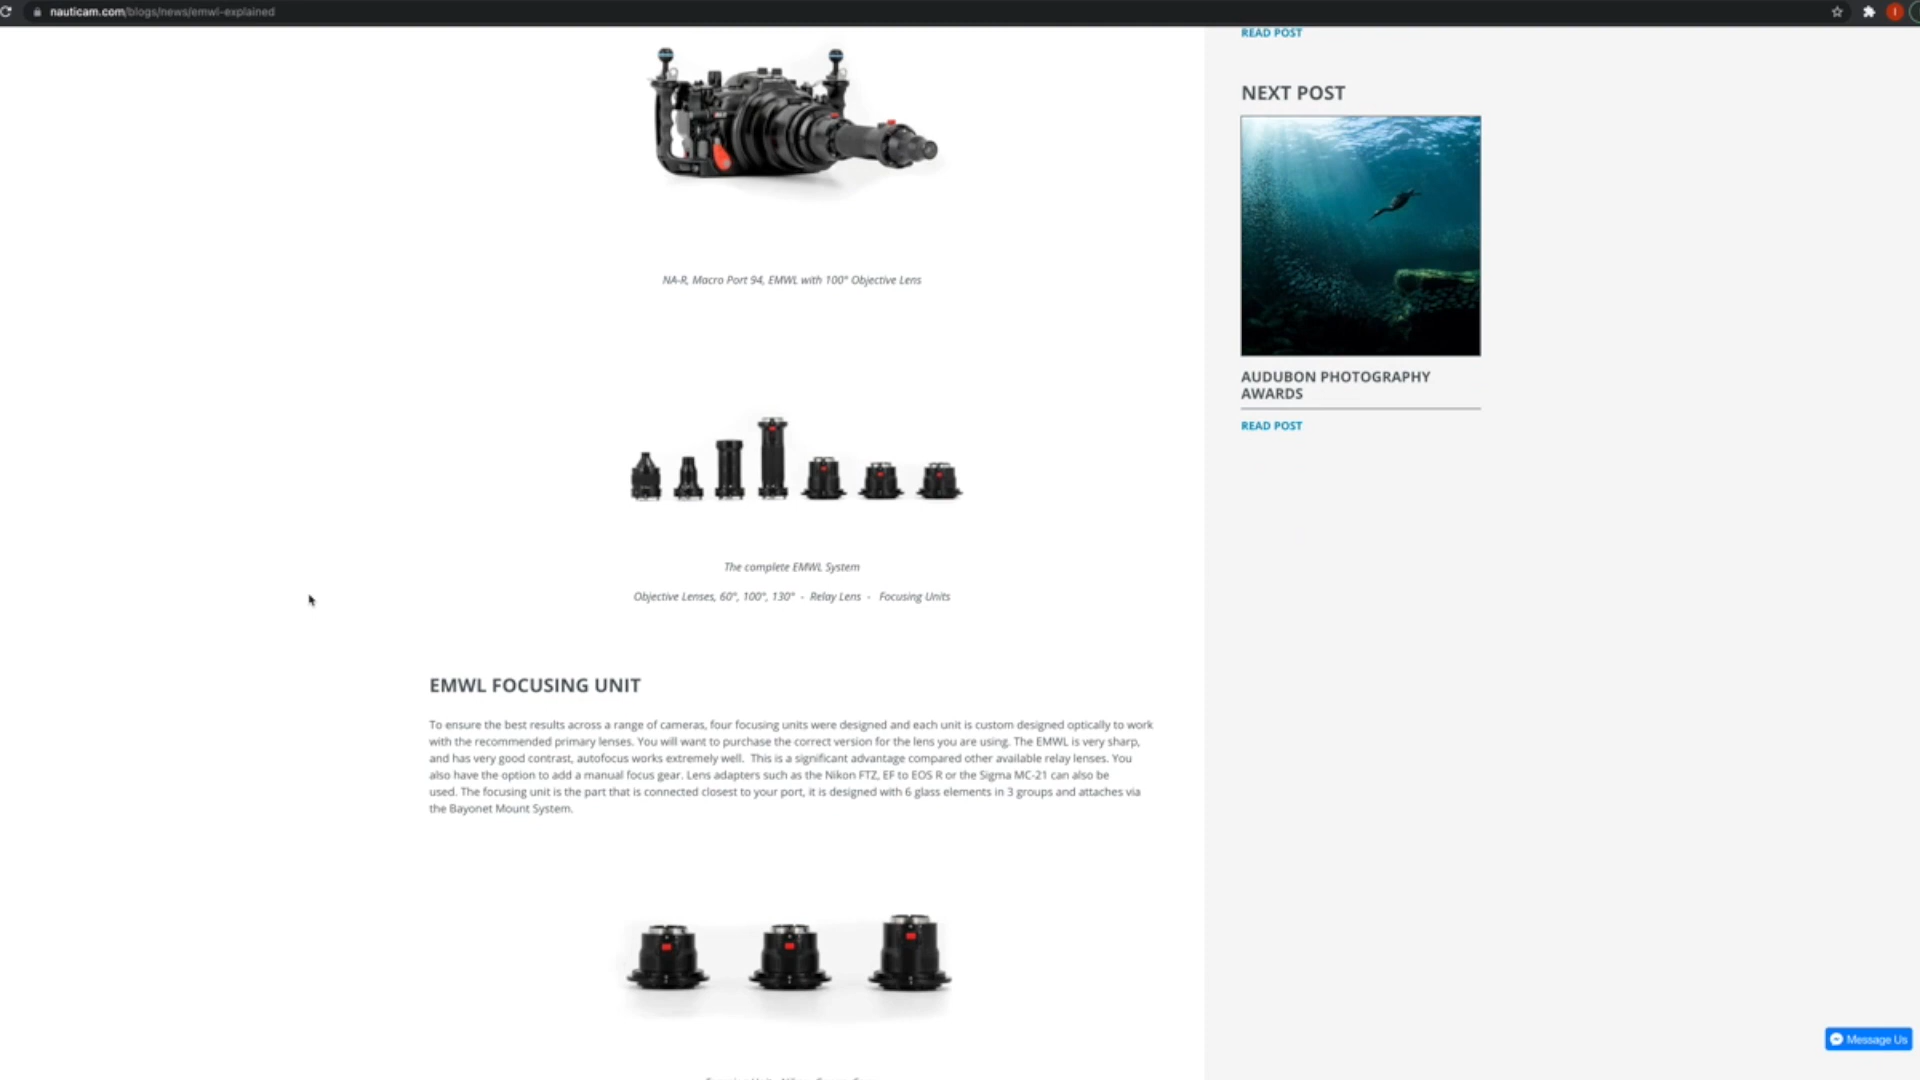 nauticam.com/blogs/news/emwl-explained
READ POST
NEXT POST
AUDUBON PHOTOGRAPHY
AWARDS
READ POST
NA-R, Macro Port 94, EMWL with 100° Objective Lens
The complete EMWL System
Objective Lenses, 60°, 100°, 130° - Relay Lens - Focusing Units
EMWL FOCUSING UNIT
To ensure the best results across a range of cameras, four focusing units were designed and each unit is custom designed optically to work
with the recommended primary lenses. You will want to purchase the correct version for the lens you are using. The EMWL is very sharp,
and has very good contrast, autofocus works extremely well. This is a significant advantage compared other available relay lenses. You
also have the option to add a manual focus gear. Lens adapters such as the Nikon FTZ, EF to EOS R or the Sigma MC-21 can also be
used. The focusing unit is the part that is connected closest to your port, it is designed with 6 glass elements in 3 groups and attaches via
the Bayonet Mount System.
Message Us